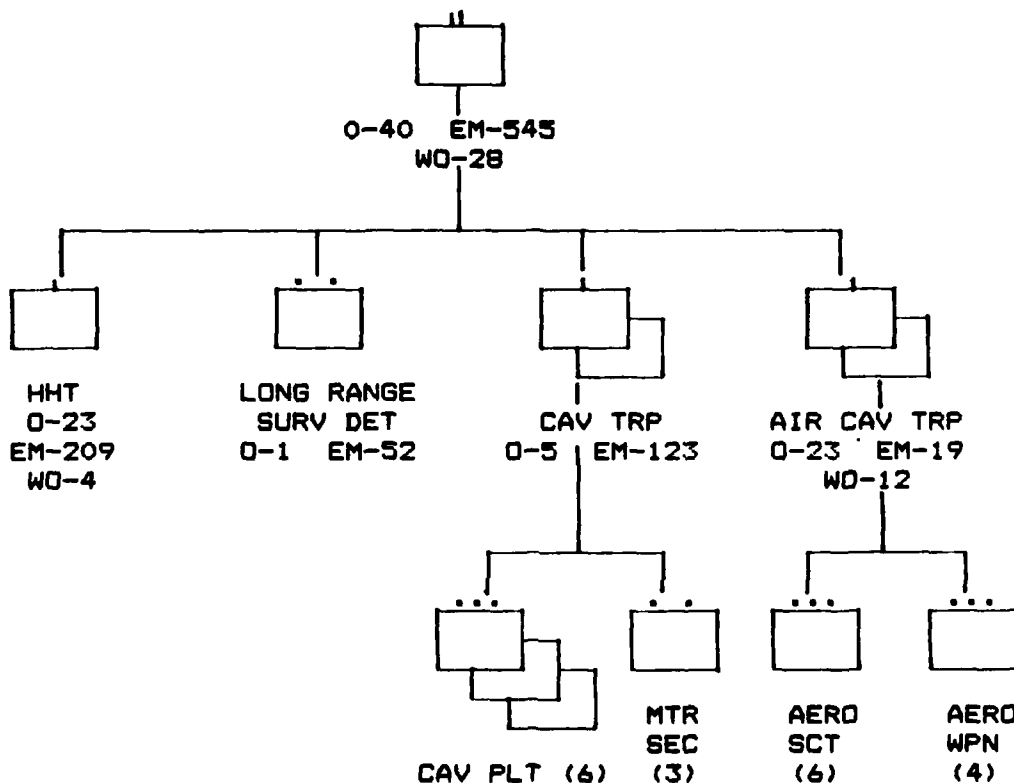 O-40 EM-545
WO-28
HHT
O-23
EM-209
WO-4
LONG RANGE
SURV DET
O-1 EM-52
CAV TRP
O-5 EM-123
AIR CAV TRP
O-23 EM-19
WO-12
CAV PLT (6)
MTR
SEC
(3)
AERO
SCT
(6)
AERO
WPN
(4)